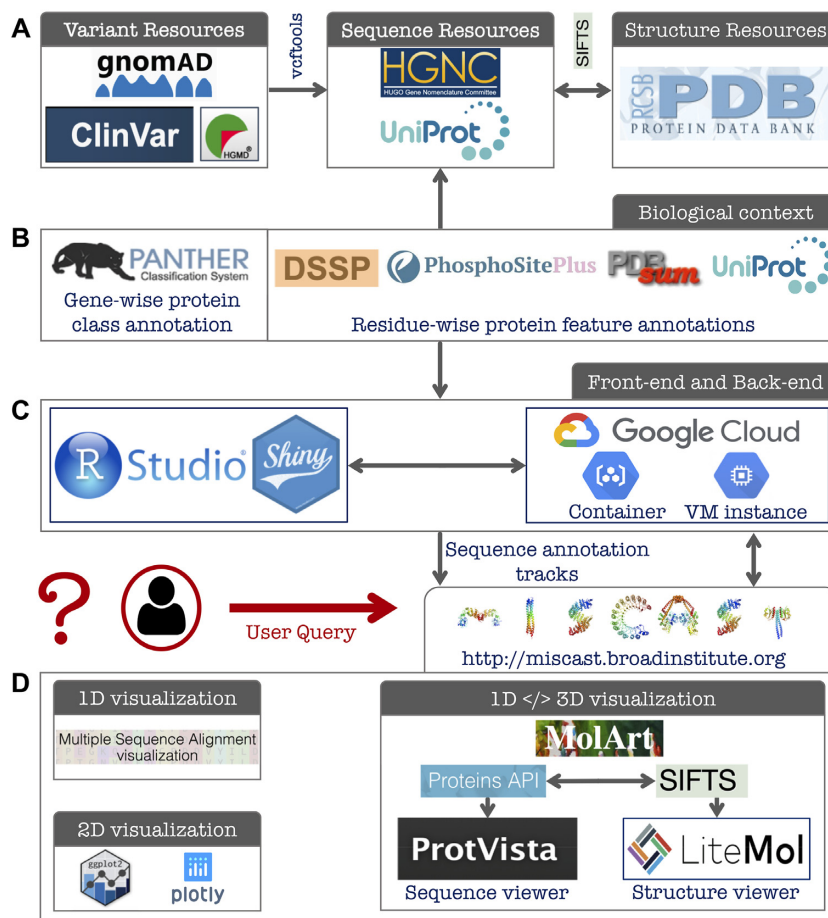 A
Variant Resources
gnomAD
ClinVar
HGMD®
vcftools
Sequence Resources
HGNC
HUGO Gene Nomenclature Committee
UniProt
SIFTS
Structure Resources
RCSB
PDB
PROTEIN DATA BANK
Biological context
B
PANTHER
Classification System
Gene-wise protein
class annotation
DSSP
PhosphoSitePlus
PDB
sum
UniProt
Residue-wise protein feature annotations
Front-end and Back-end
C
R Studio®
Shiny
Google Cloud
Container
VM instance
Sequence annotation
tracks
?
User Query
MISCAST
http://miscast.broadinstitute.org
D
1D visualization
Multiple Sequence Alignment
visualization
2D visualization
ggplot2
plotly
1D </> 3D visualization
MolArt
Proteins API
SIFTS
ProtVista
Sequence viewer
LiteMol
Structure viewer